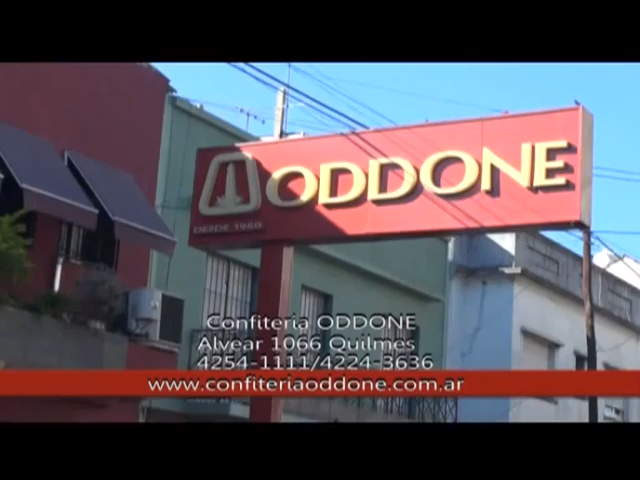 ODDONE
DESDE 1960
Confiteria ODDONE
Alvear 1066 Quilmes
4254-1111/4224-3636
www.confiteriaoddone.com.ar